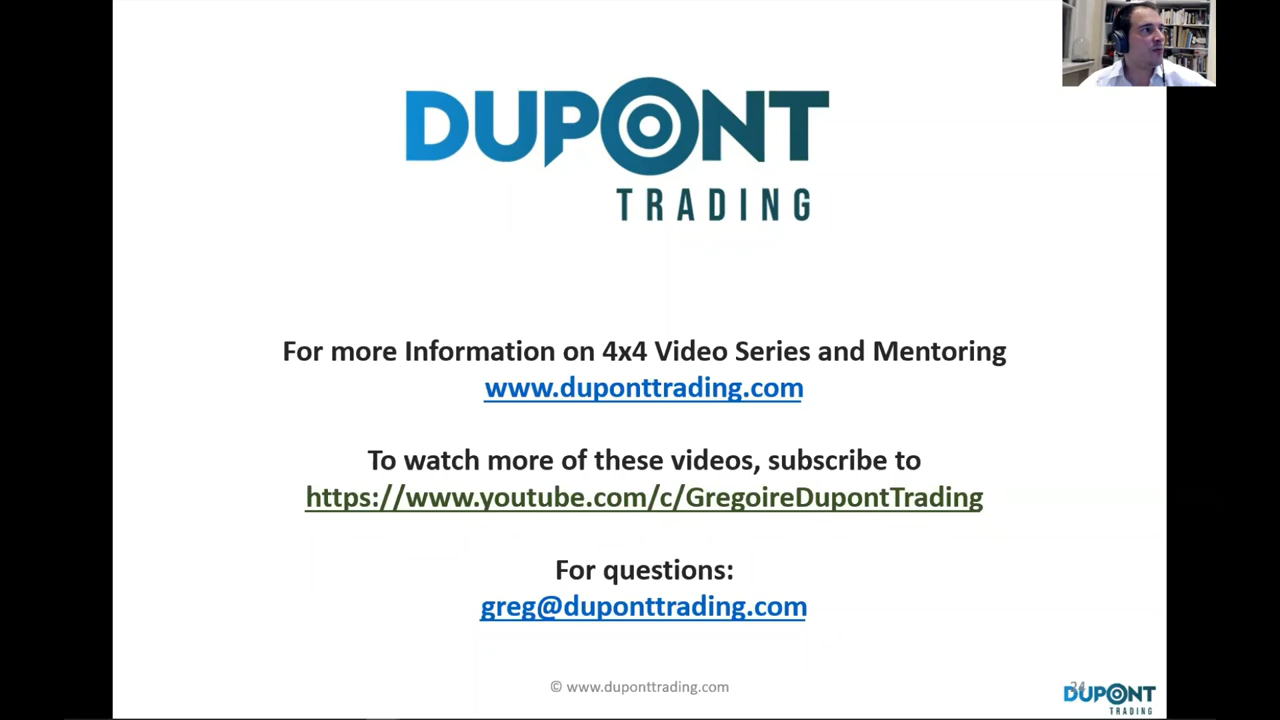 DUPONT
TRADING
For more Information on 4x4 Video Series and Mentoring
www.duponttrading.com
To watch more of these videos, subscribe to
https://www.youtube.com/c/GregoireDupontTrading
For questions:
greg@duponttrading.com
© www.duponttrading.com
24
DUPONT
TRADING